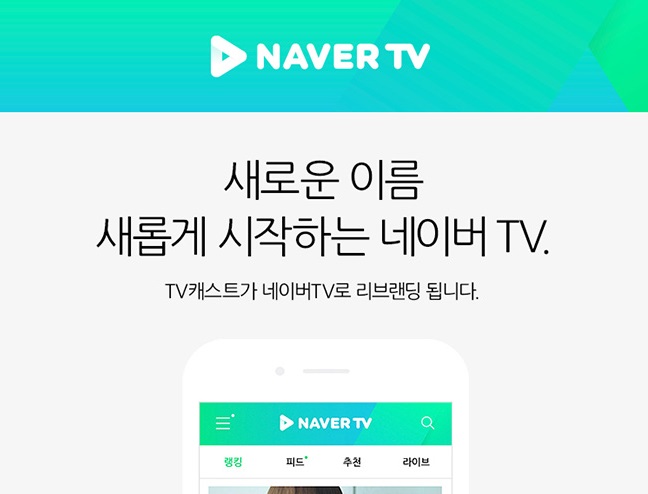 NAVER TV
새로운 이름
새롭게 시작하는 네이버 TV.
TV캐스트가 네이버TV로 리브랜딩 됩니다.
NAVER TV
랭킹 피드 추천 라이브